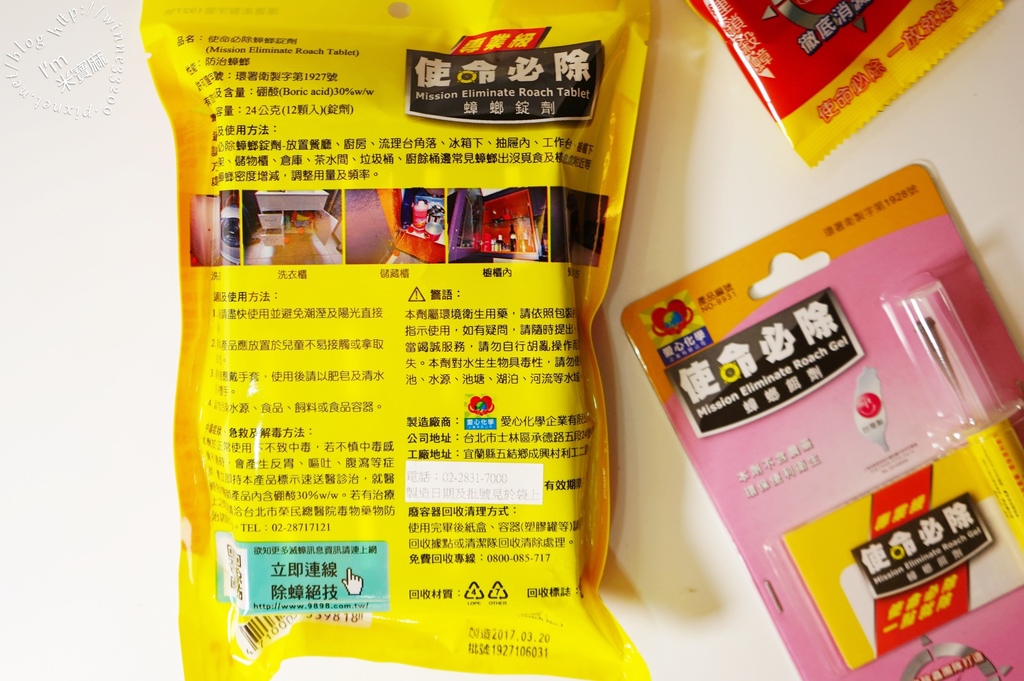 品名：使命必除蟑螂錠劑
(Mission Eliminate Roach Tablet)
防治蟑螂
環署衛製字第1927號
含量：硼酸(Boric acid)30%w/w
容量：24公克(12顆入)(錠劑)
專業級
使命必除
Mission Eliminate Roach Tablet
蟑螂錠劑
及使用方法：
必除蟑螂錠劑-放置餐廳、廚房、流理台角落、冰箱下、抽屜內、工作台
儲物櫃、倉庫、茶水間、垃圾桶、廚餘桶邊常見蟑螂出沒覓食及棲
螂密度增減，調整用量及頻率。
洗衣櫃
儲藏櫃
櫥櫃內
及使用方法：
儘快使用並避免潮溼及陽光直接
產品應放置於兒童不易接觸或拿取
戴手套，使用後請以肥皂及清水
水源、食品、飼料或食品容器。
急救及解毒方法：
正常使用下不致中毒，若不慎中毒感
會產生反胃、嘔吐、腹瀉等症
即持本產品標示速送醫診治，就醫
產品內含硼酸30%w/w。若有治療
請洽台北市榮民總醫院毒物藥物防
TEL：02-28717121
欲知更多滅蟑訊息資訊請速上網
立即連線
除蟑絕技
http://www.9898.com.tw/
警語：
本劑屬環境衛生用藥，請依照包裝
指示使用，如有疑問，請隨時提出
當竭誠服務，請勿自行胡亂操作
失。本劑對水生生物具毒性，請勿
池、水源、池塘、湖泊、河流等水
製造廠商：
愛心化學
愛心化學企業有限
公司地址：台北市士林區承德路五段
工廠地址：宜蘭縣五結鄉成興村利工二
電話：02-2831-7000
製造日期及批號見於袋上
有效期
廢容器回收清理方式：
使用完畢後紙盒、容器(塑膠罐等)
回收據點或清潔隊回收清除處理。
免費回收專線：0800-085-717
回收材質：
4
LDPE
7
OTHER
回收標誌：
製造2017.03.20
批號1927106031
徹底消滅
使命必除
一放就除
環署衛製字第1928號
產品編號
NO-9931
愛心化學
使命必除
Mission Eliminate Roach Gel
蟑螂餌劑
台灣製
專業級
使命必除
Mission Eliminate Roach Gel
蟑螂餌劑
使命必除
I'm
米露麻